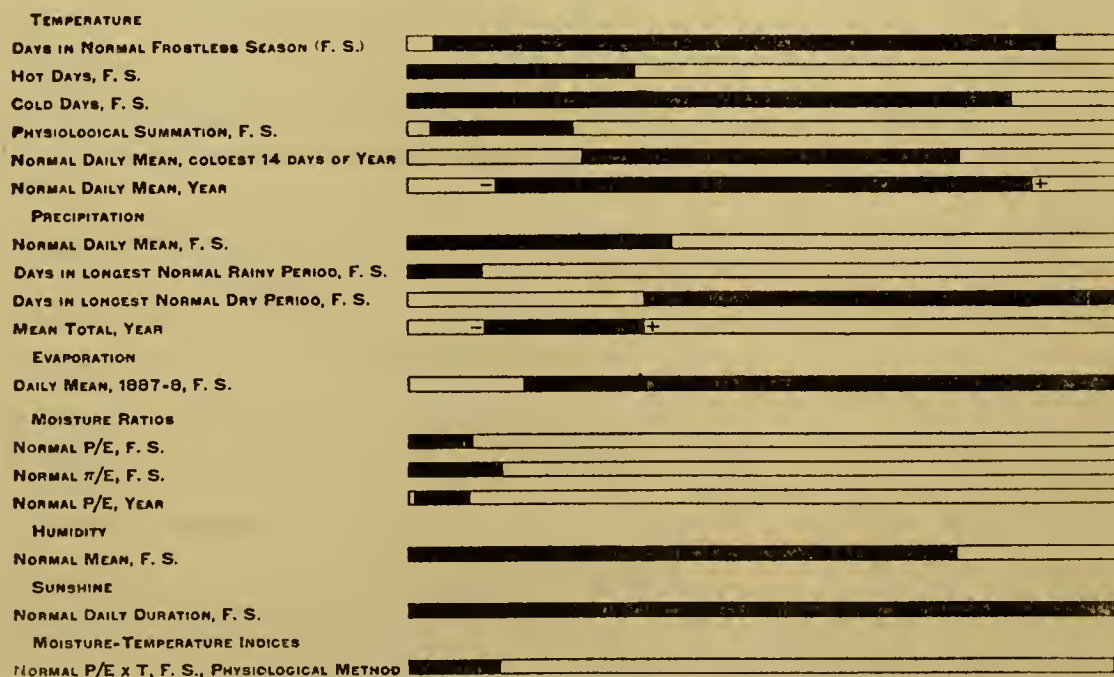 TEMPERATURE
DAYS IN NORMAL FROSTLESS SEASON (F. S.)
HOT DAYS, F. S.
COLD DAYS, F. S.
PHYSIOLOGICAL SUMMATION, F. S.
NORMAL DAILY MEAN, COLDEST 14 DAYS OF YEAR
NORMAL DAILY MEAN, YEAR - +
PRECIPITATION
NORMAL DAILY MEAN, F. S.
DAYS IN LONGEST NORMAL RAINY PERIOD, F. S.
DAYS IN LONGEST NORMAL DRY PERIOD, F. S.
MEAN TOTAL, YEAR - +
EVAPORATION
DAILY MEAN, 1887-8, F. S.
MOISTURE RATIOS
NORMAL P/E, F. S.
NORMAL π/E, F. S.
NORMAL P/E, YEAR
HUMIDITY
NORMAL MEAN, F. S.
SUNSHINE
NORMAL DAILY DURATION, F. S.
MOISTURE-TEMPERATURE INDICES
NORMAL P/E X T, F. S., PHYSIOLOGICAL METHOD